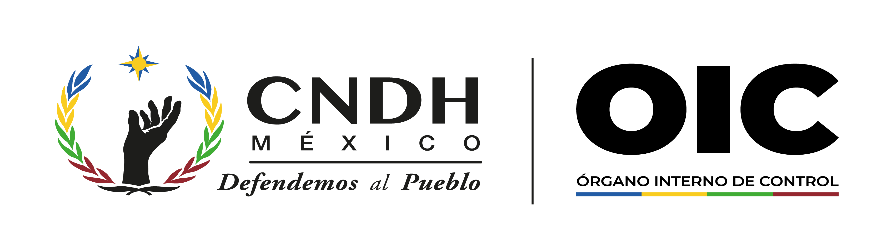 CNDH
MÉXICO
Defendemos al Pueblo
OIC
ÓRGANO INTERNO DE CONTROL